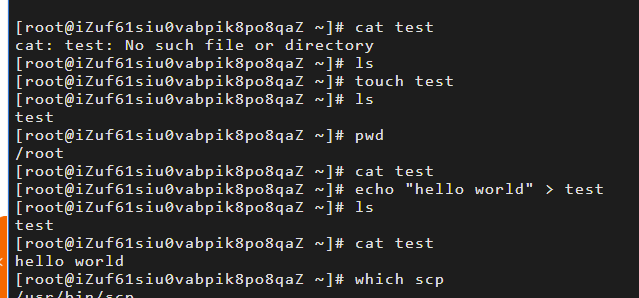 [root@iZuf61siu0vabpik8po8qaZ ~]# cat test
cat: test: No such file or directory
[root@iZuf61siu0vabpik8po8qaZ ~]# ls
[root@iZuf61siu0vabpik8po8qaZ ~]# touch test
[root@iZuf61siu0vabpik8po8qaZ ~]# ls
test
[root@iZuf61siu0vabpik8po8qaZ ~]# pwd
/root
[root@iZuf61siu0vabpik8po8qaZ ~]# cat test
[root@iZuf61siu0vabpik8po8qaZ ~]# echo "hello world" > test
[root@iZuf61siu0vabpik8po8qaZ ~]# ls
test
[root@iZuf61siu0vabpik8po8qaZ ~]# cat test
hello world
[root@iZuf61siu0vabpik8po8qaZ ~]# which scp
/usr/bin/scp